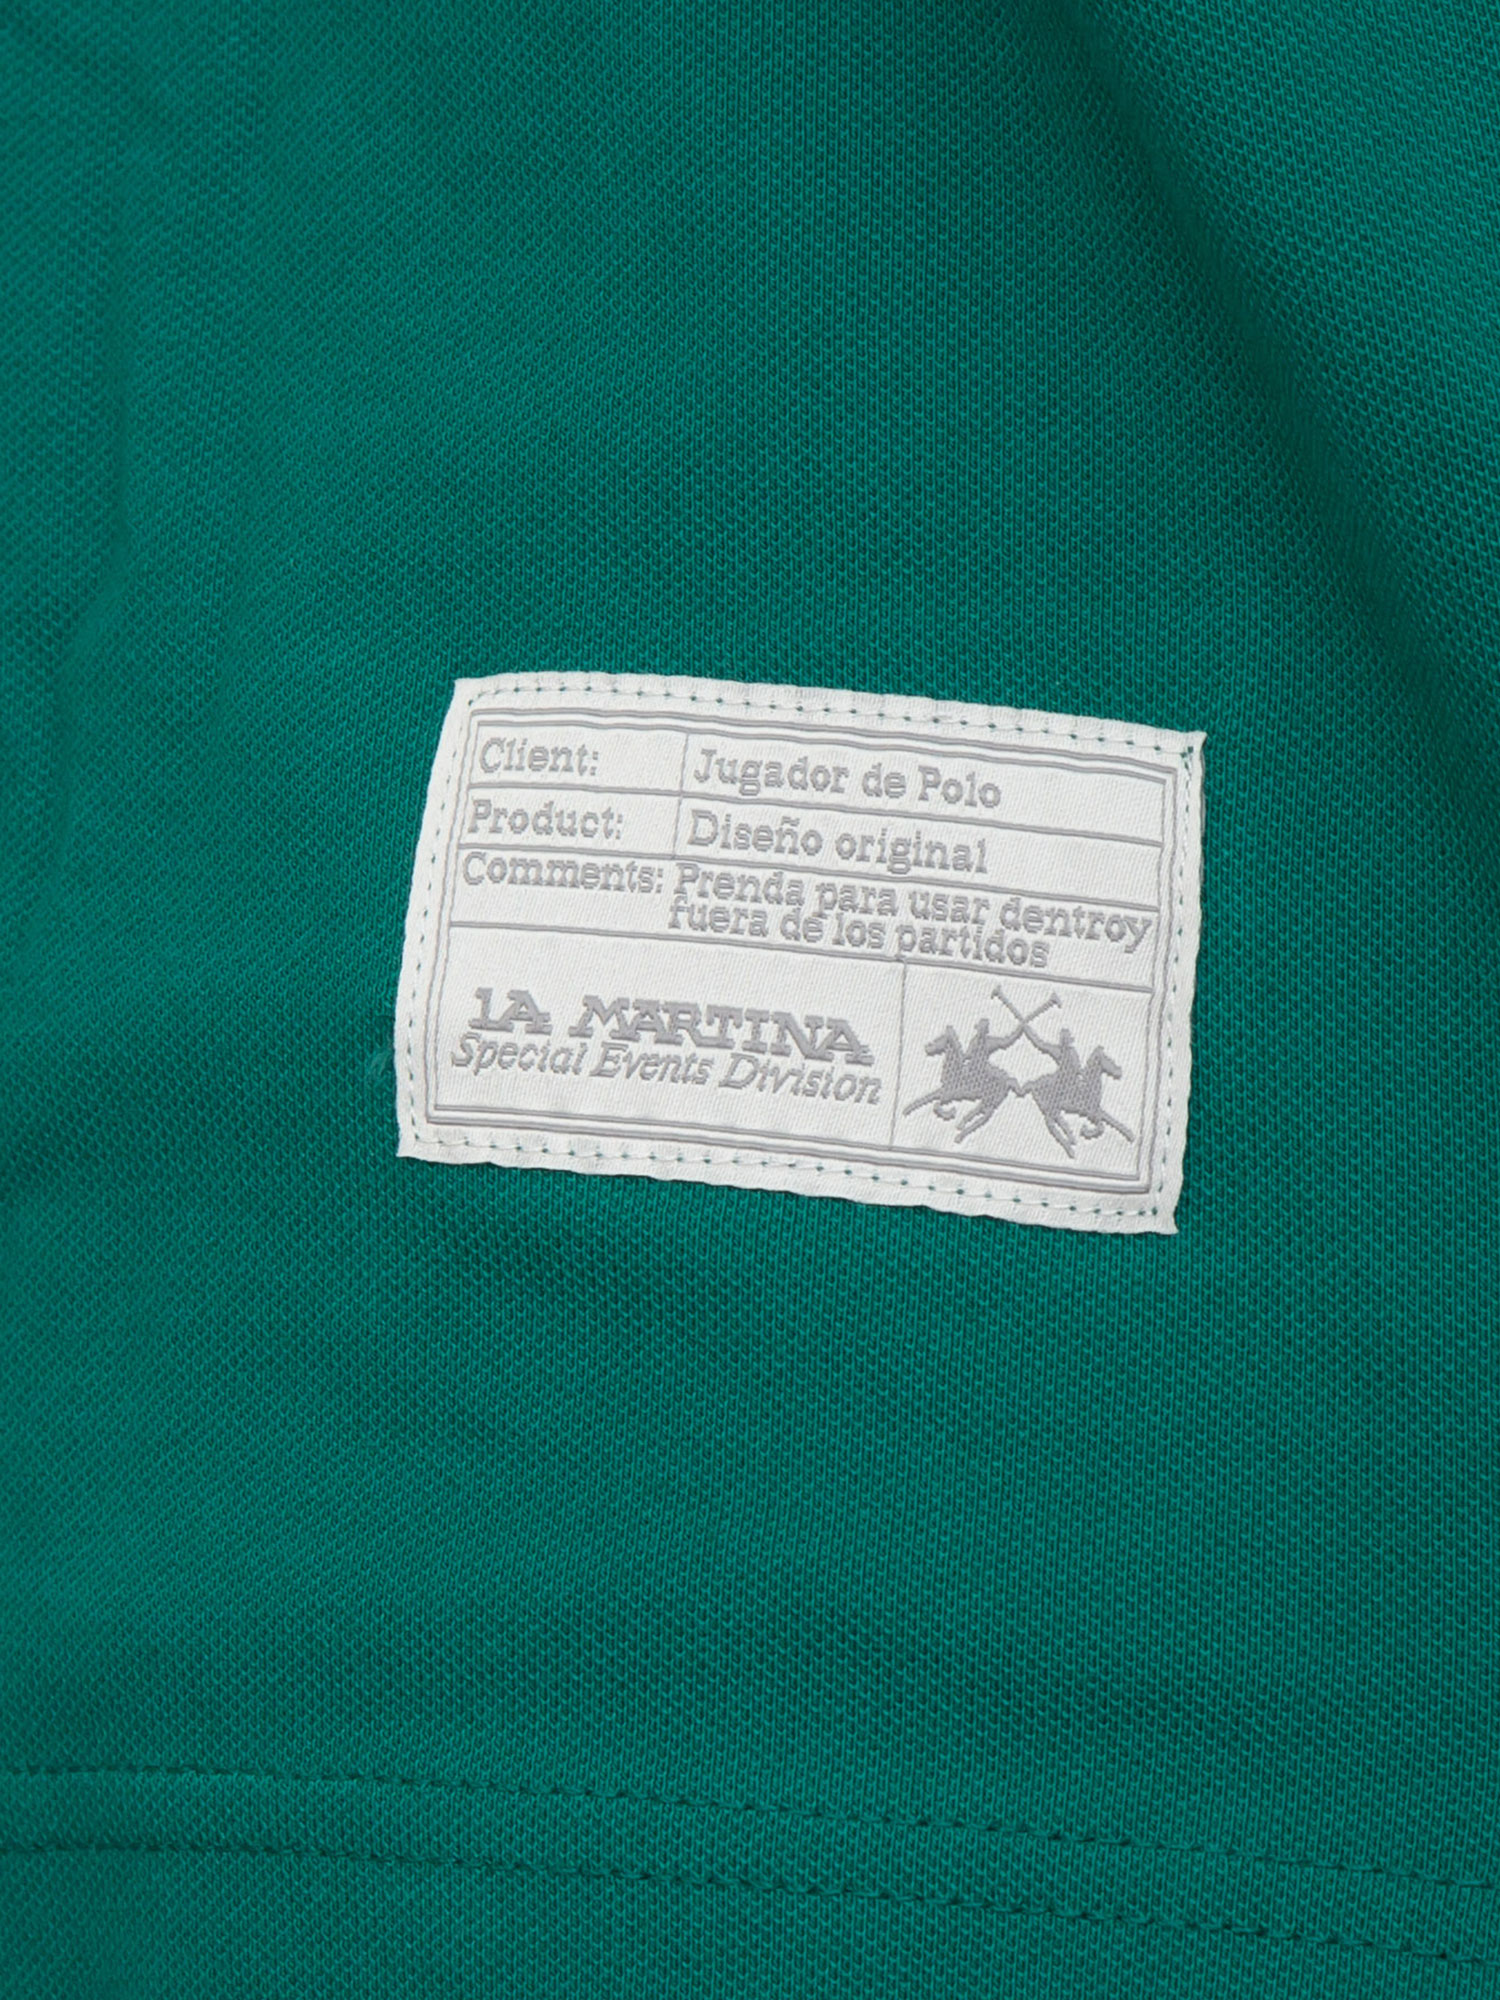 Client: Jugador de Polo
Product: Diseño original
Comments: Prenda para usar dentroy
fuera de los partidos
LA MARTINA
Special Events Division